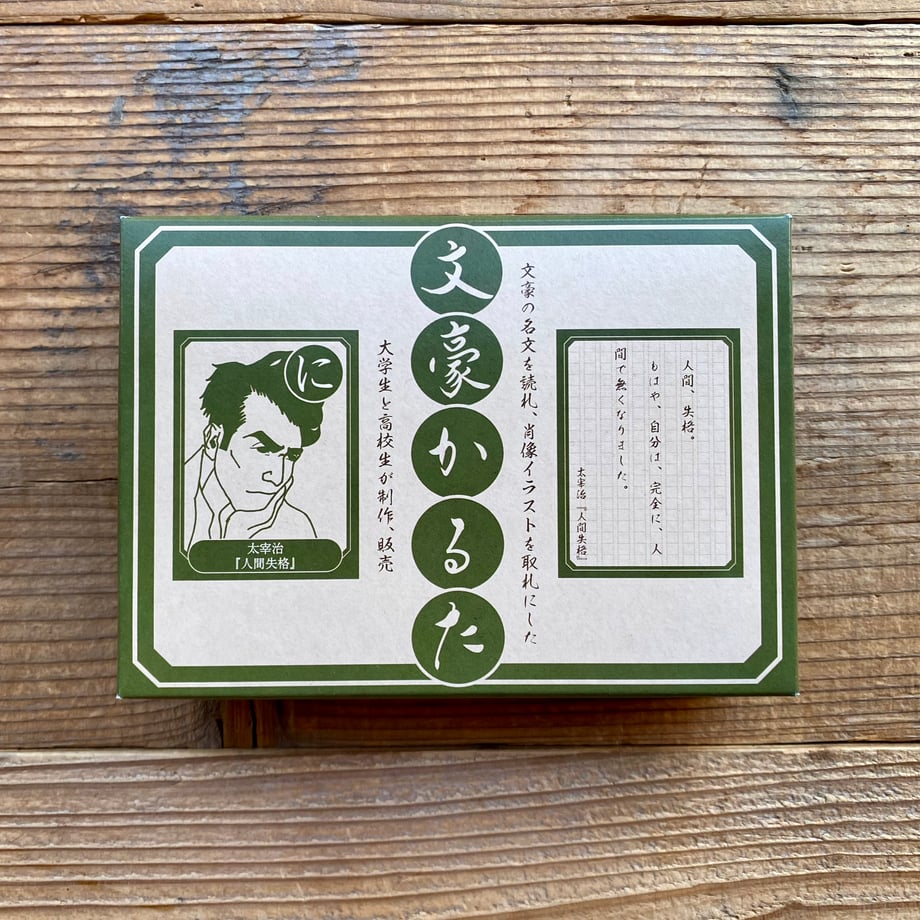 文豪かるた
文豪の名文を読札、肖像イラストを取札にした
大学生と高校生が制作、販売
人間、失格。
もはや、自分は、完全に、人
間で無くなりました。
太宰治『人間失格』
に
太宰治
『人間失格』